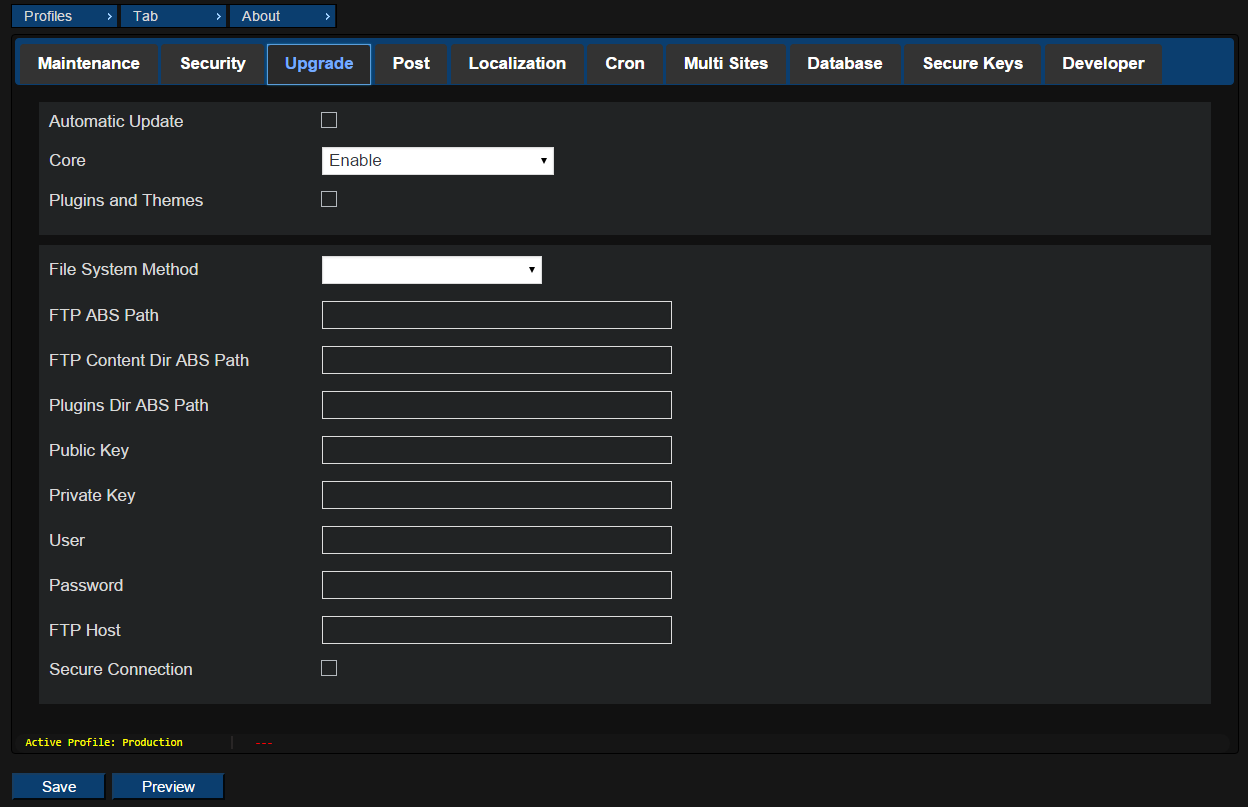 Profiles › Tab › About ›
Maintenance Security Upgrade Post Localization Cron Multi Sites Database Secure Keys Developer
Automatic Update
Core Enable
Plugins and Themes
File System Method
FTP ABS Path
FTP Content Dir ABS Path
Plugins Dir ABS Path
Public Key
Private Key
User
Password
FTP Host
Secure Connection
Active Profile: Production | ---
Save Preview